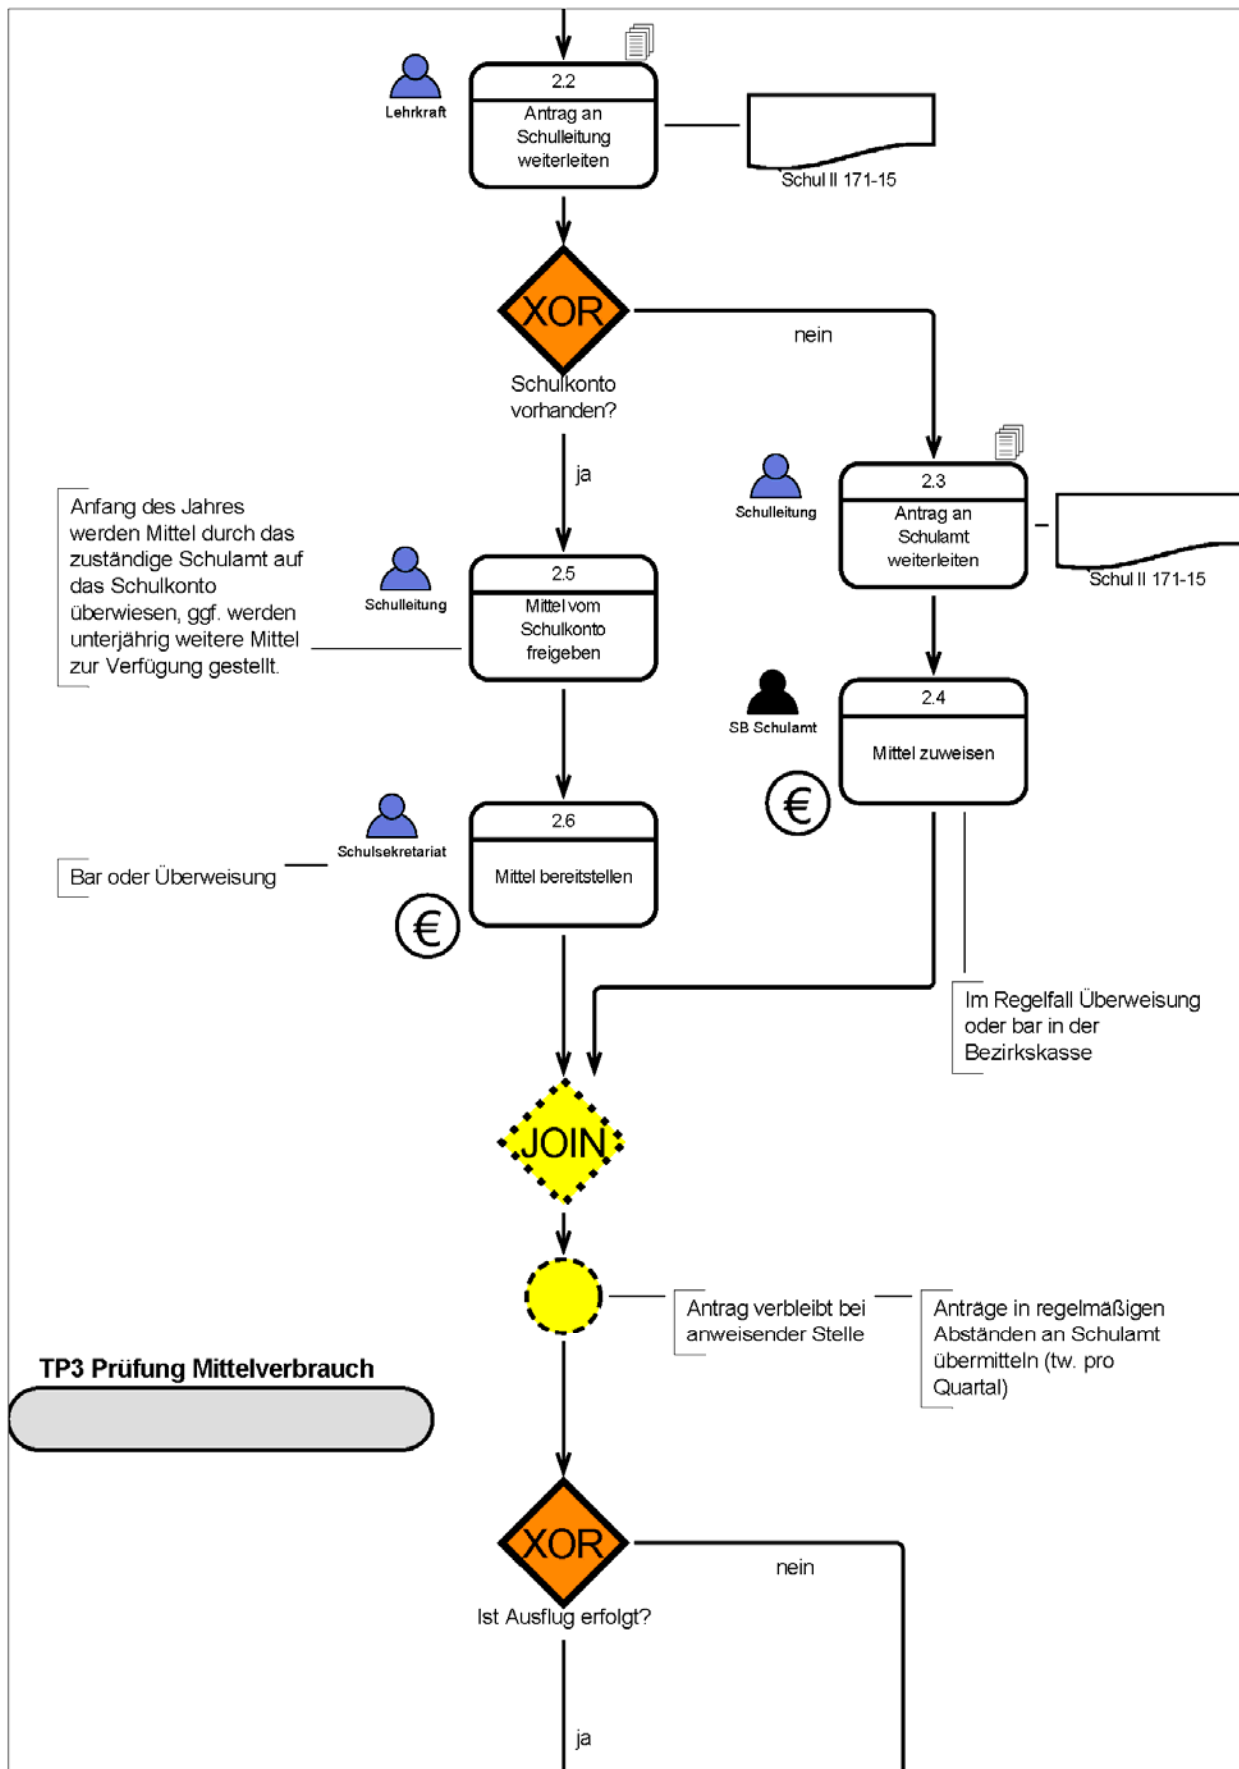 2.2
Lehrkraft
Antrag an
Schulleitung
weiterleiten
Schul II 171-15
XOR
nein
Schulkonto
vorhanden?
ja
2.3
Schulleitung
Antrag an
Schulamt
weiterleiten
Schul II 171-15
Anfang des Jahres
werden Mittel durch das
zuständige Schulamt auf
das Schulkonto
überwiesen, ggf. werden
unterjährig weitere Mittel
zur Verfügung gestellt.
2.5
Schulleitung
Mittel vom
Schulkonto
freigeben
2.4
SB Schulamt
Mittel zuweisen
€
2.6
Schulsekretariat
Bar oder Überweisung
Mittel bereitstellen
€
Im Regelfall Überweisung
oder bar in der
Bezirkskasse
JOIN
Antrag verbleibt bei
anweisender Stelle
Anträge in regelmäßigen
Abständen an Schulamt
übermitteln (tw. pro
Quartal)
TP3 Prüfung Mittelverbrauch
XOR
nein
Ist Ausflug erfolgt?
ja